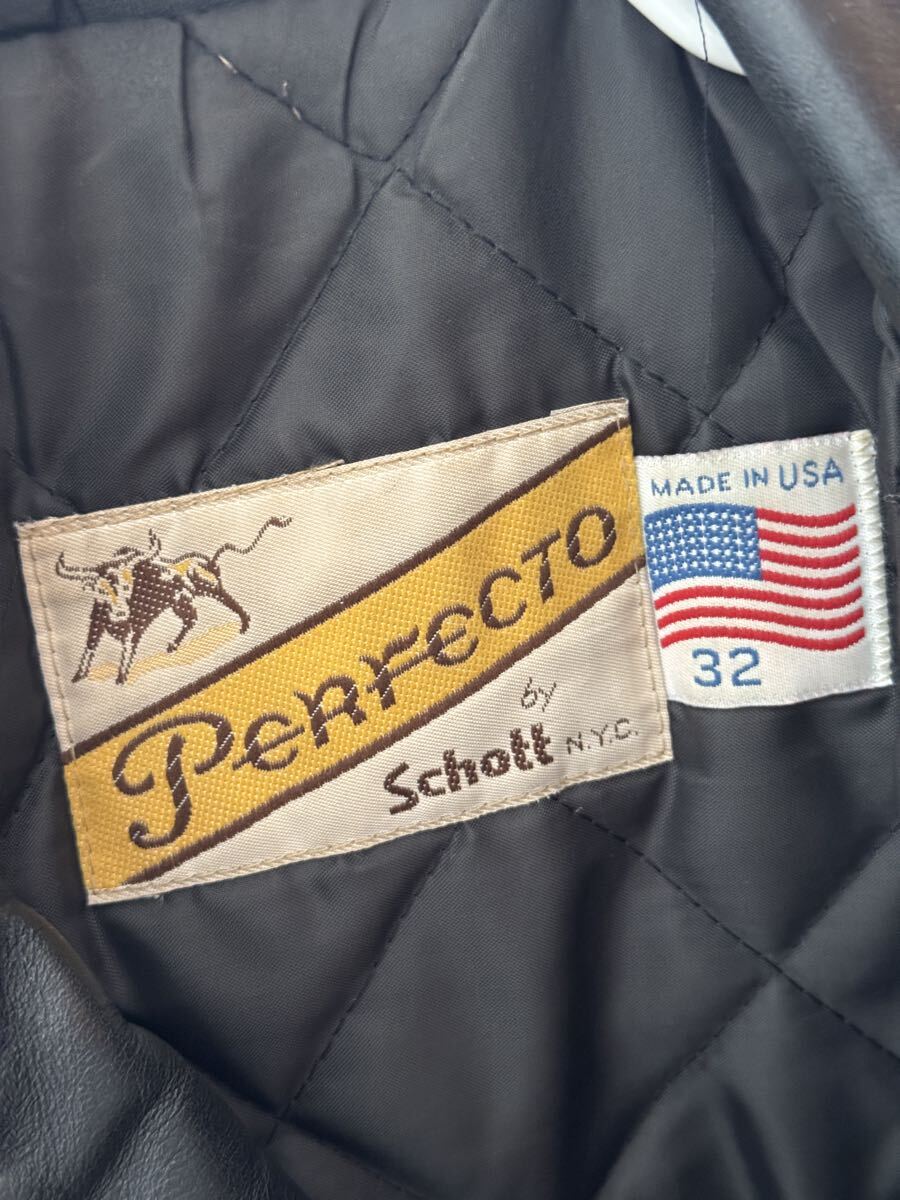 PERFECTO
by
Schott N.Y.C.
MADE IN USA
32